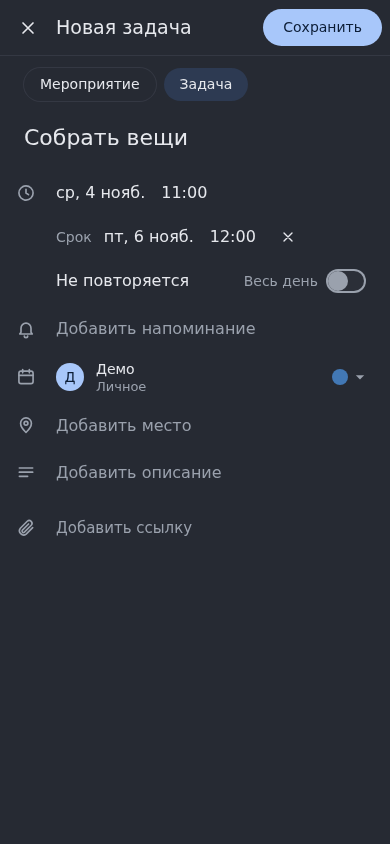 Новая задача
Сохранить
Мероприятие
Задача
Собрать вещи
ср, 4 нояб. 11:00
Срок пт, 6 нояб. 12:00
Не повторяется Весь день
Добавить напоминание
Д
Демо
Личное
Добавить место
Добавить описание
Добавить ссылку